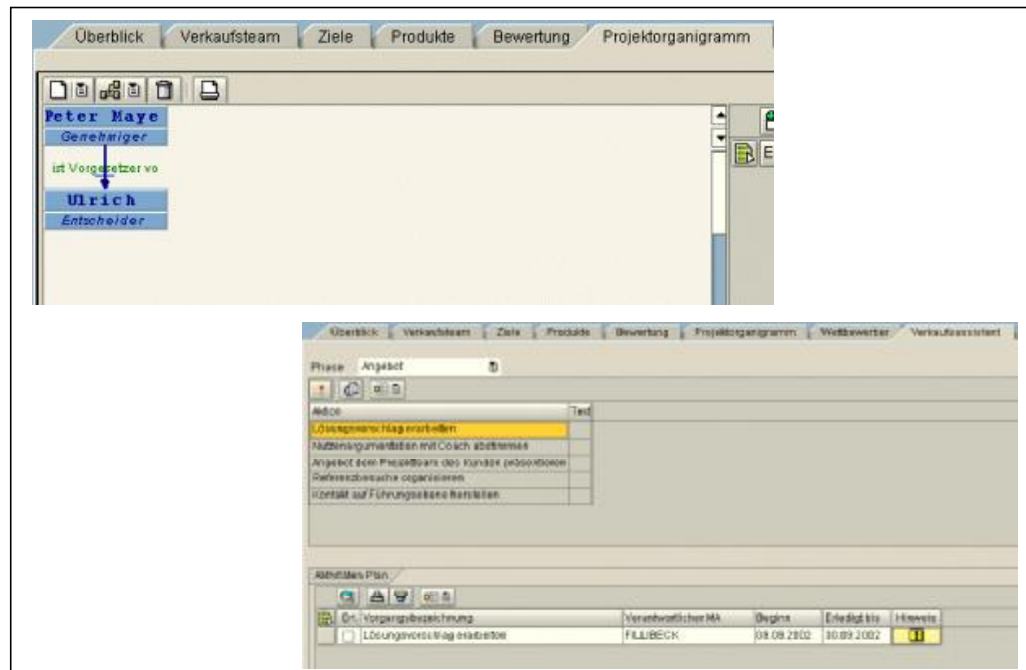 Überblick Verkaufsteam Ziele Produkte Bewertung Projektorganigramm
Peter Maye
Genehmiger
ist Vorgesetzer vo
Ulrich
Entscheider
E
Überblick Verkaufsteam Ziele Produkte Bewertung Projektorganigramm Wettbewerber Verkaufsassistent
Phase Angebot
Aktion Text
Lösungsvorschlag erarbeiten
Nutzenargumentation mit Coach abstimmen
Angebot dem Projektteam des Kunden präsentieren
Referenzbesuche organisieren
Kontakt auf Führungsebene herstellen
Aktivitäten Plan
Erl. Vorgangsbezeichnung Verantwortlicher MA Beginn Erledigt bis Hinweis
Lösungsvorschlag erarbeiten FILLIBECK 09.09.2002 30.09.2002